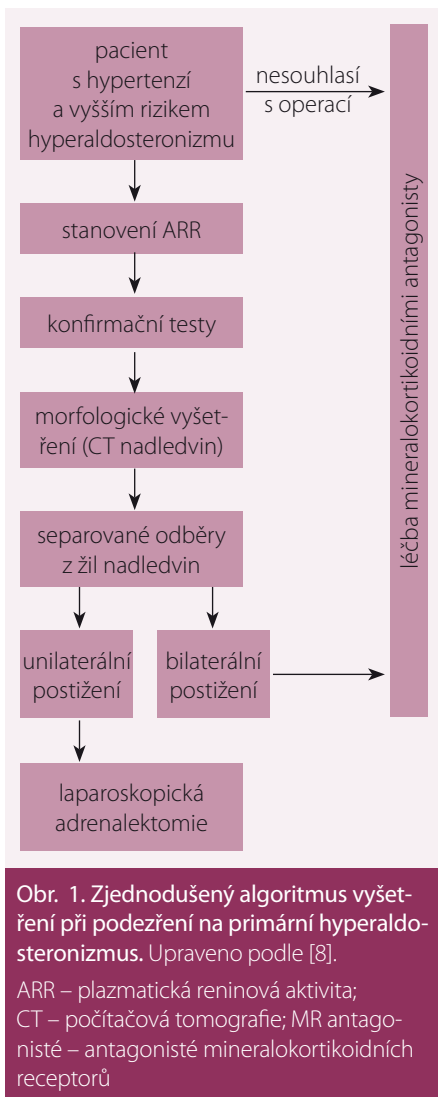 pacient
s hypertenzí
a vyšším rizikem
hyperaldosteronizmu
nesouhlasí
s operací
léčba mineralokortikoidními antagonisty
stanovení ARR
konfirmační testy
morfologické vyšet-
ření (CT nadledvin)
separované odběry
z žil nadledvin
unilaterální
postižení
bilaterální
postižení
laparoskopická
adrenalektomie
Obr. 1. Zjednodušený algoritmus vyšet-
ření při podezření na primární hyperaldo-
steronizmus. Upraveno podle [8].
ARR – plazmatická reninová aktivita;
CT – počítačová tomografie; MR antago-
nisté – antagonisté mineralokortikoidních
receptorů